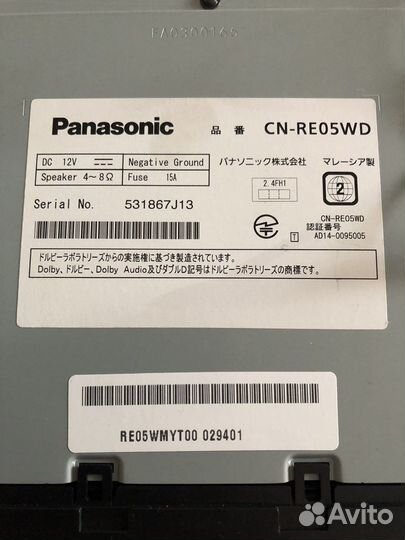 FA0300165
Panasonic 品 番 CN-RE05WD
DC 12V ⎓ Negative Ground
Speaker 4～8Ω Fuse 15A
Serial No. 531867J13
パナソニック株式会社 マレーシア製
2.4FH1
2
CN-RE05WD
認証番号
T AD14-0095005
ドルビーラボラトリーズからの実施権に基づき製造されています。
Dolby、ドルビー、Dolby Audio及びダブルD記号はドルビーラボラトリーズの商標です。
RE05WMYT00 029401
Avito